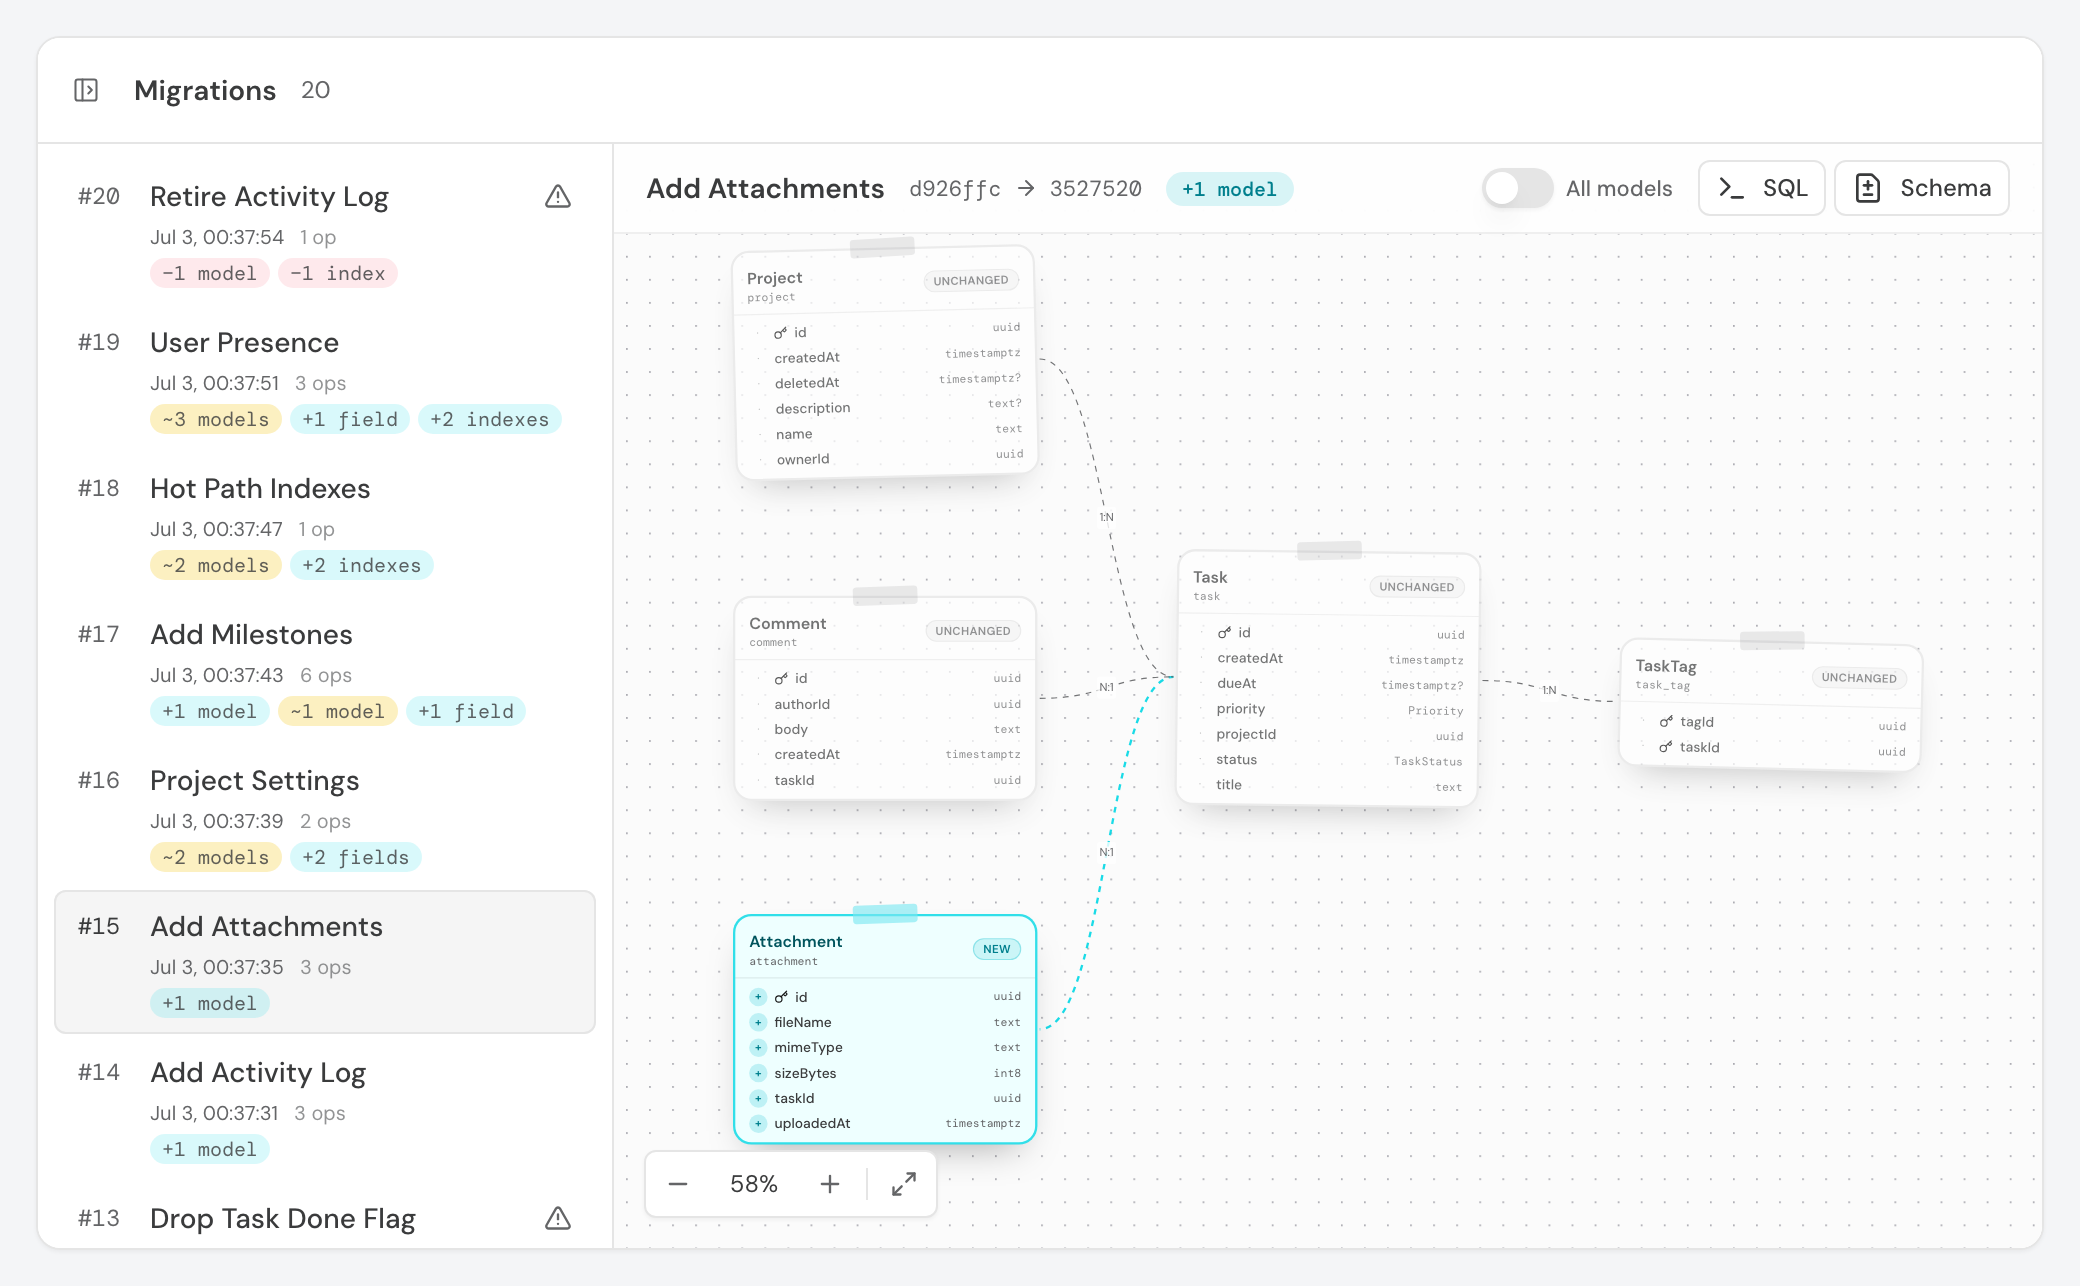 Migrations 20
#20 Retire Activity Log
Jul 3, 00:37:54 1 op
−1 model −1 index
#19 User Presence
Jul 3, 00:37:51 3 ops
~3 models +1 field +2 indexes
#18 Hot Path Indexes
Jul 3, 00:37:47 1 op
~2 models +2 indexes
#17 Add Milestones
Jul 3, 00:37:43 6 ops
+1 model ~1 model +1 field
#16 Project Settings
Jul 3, 00:37:39 2 ops
~2 models +2 fields
#15 Add Attachments
Jul 3, 00:37:35 3 ops
+1 model
#14 Add Activity Log
Jul 3, 00:37:31 3 ops
+1 model
#13 Drop Task Done Flag
Add Attachments d926ffc → 3527520 +1 model
All models
SQL
Schema
Project UNCHANGED
project
id uuid
createdAt timestamptz
deletedAt timestamptz?
description text?
name text
ownerId uuid
1:N
Comment UNCHANGED
comment
id uuid
authorId uuid
body text
createdAt timestamptz
taskId uuid
N:1
Task UNCHANGED
task
id uuid
createdAt timestamptz
dueAt timestamptz?
priority Priority
projectId uuid
status TaskStatus
title text
1:N
TaskTag UNCHANGED
task_tag
tagId uuid
taskId uuid
N:1
Attachment NEW
attachment
+ id uuid
+ fileName text
+ mimeType text
+ sizeBytes int8
+ taskId uuid
+ uploadedAt timestamptz
− 58% +